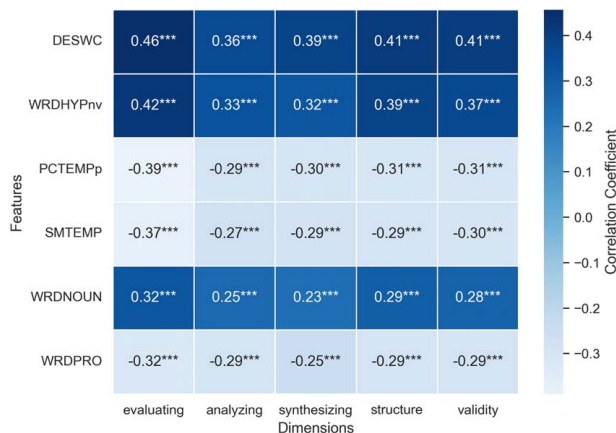 DESWC 0.46*** 0.36*** 0.39*** 0.41*** 0.41***
WRDHYPnv 0.42*** 0.33*** 0.32*** 0.39*** 0.37***
PCTEMPp -0.39*** -0.29*** -0.30*** -0.31*** -0.31***
SMTEMP -0.37*** -0.27*** -0.29*** -0.29*** -0.30***
WRDNOUN 0.32*** 0.25*** 0.23*** 0.29*** 0.28***
WRDPRO -0.32*** -0.29*** -0.25*** -0.29*** -0.29***
evaluating analyzing synthesizing structure validity
Dimensions
Features
0.4
0.3
0.2
0.1
0.0
-0.1
-0.2
-0.3
Correlation Coefficient